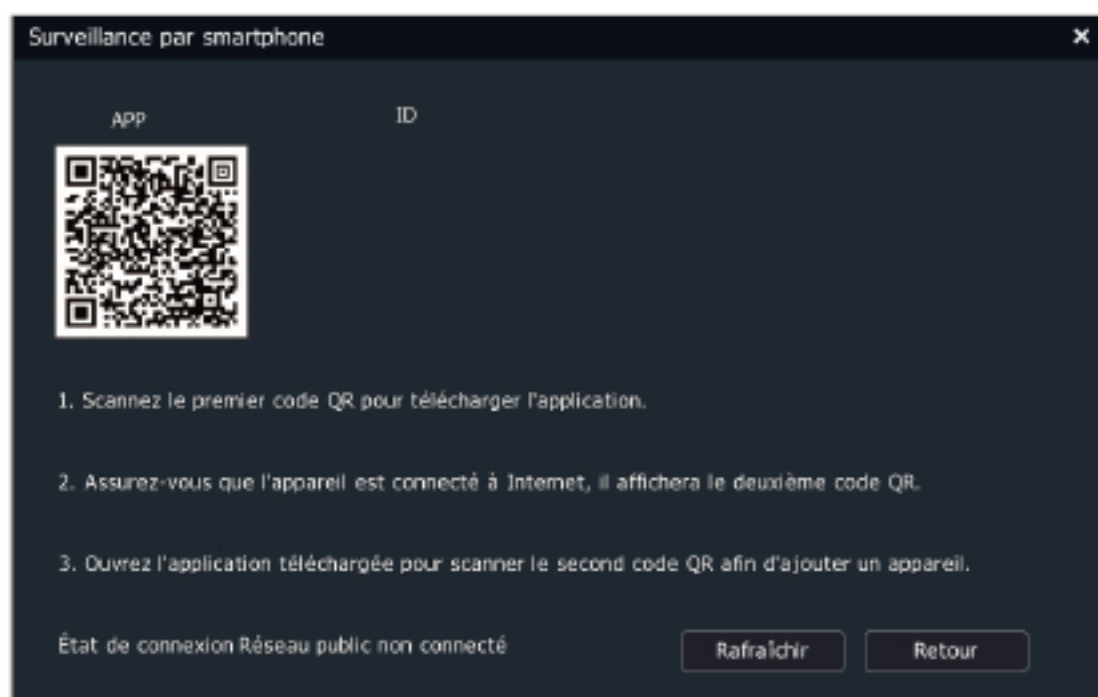 Surveillance par smartphone
APP
ID
1. Scannez le premier code QR pour télécharger l'application.
2. Assurez-vous que l'appareil est connecté à Internet, il affichera le deuxième code QR.
3. Ouvrez l'application téléchargée pour scanner le second code QR afin d'ajouter un appareil.
État de connexion Réseau public non connecté
Rafraîchir
Retour